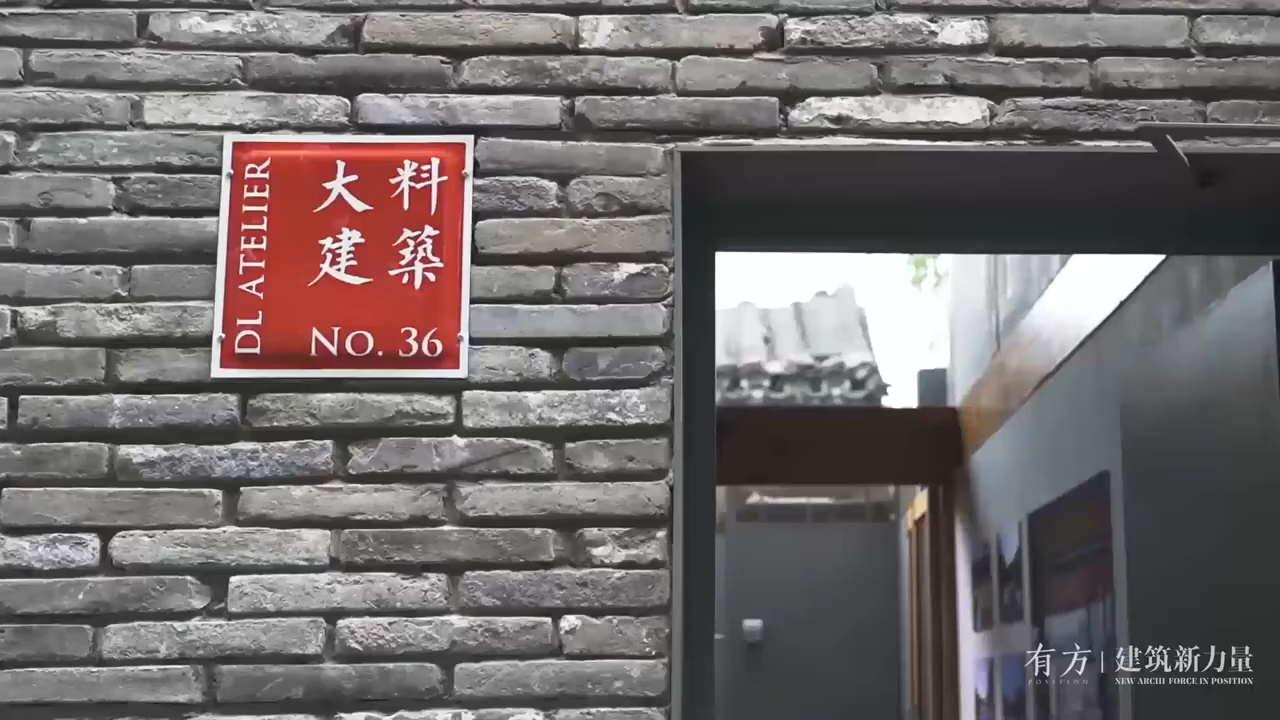 DL ATELIER
大料
建築
No. 36
有方 | 建筑新力量
POSITION
NEW ARCHI FORCE IN POSITION